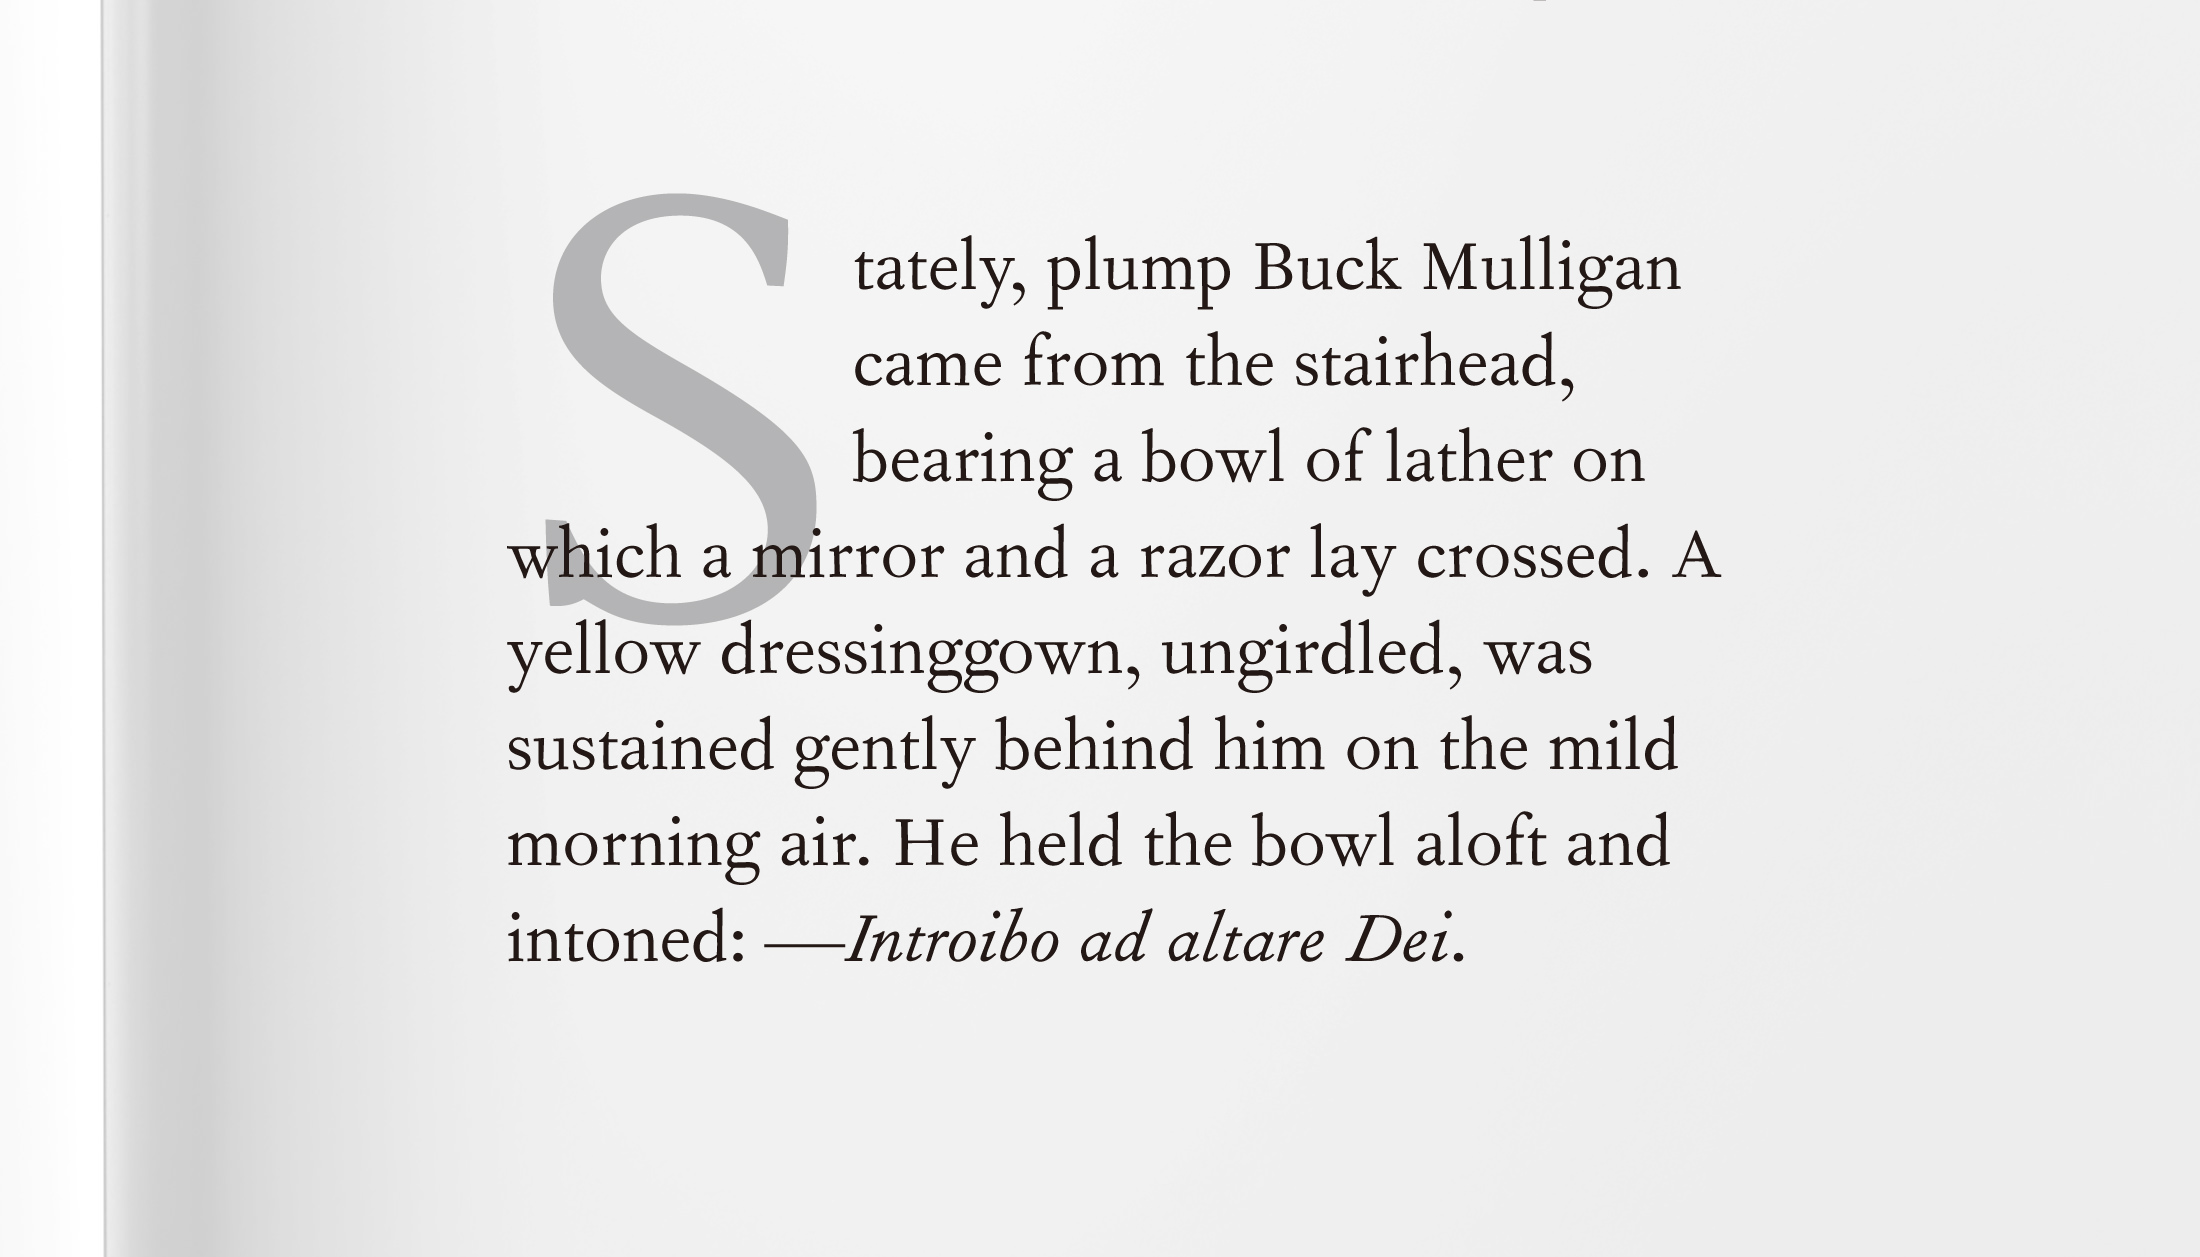 Stately, plump Buck Mulligan
came from the stairhead,
bearing a bowl of lather on
which a mirror and a razor lay crossed. A
yellow dressinggown, ungirdled, was
sustained gently behind him on the mild
morning air. He held the bowl aloft and
intoned: —Introibo ad altare Dei.